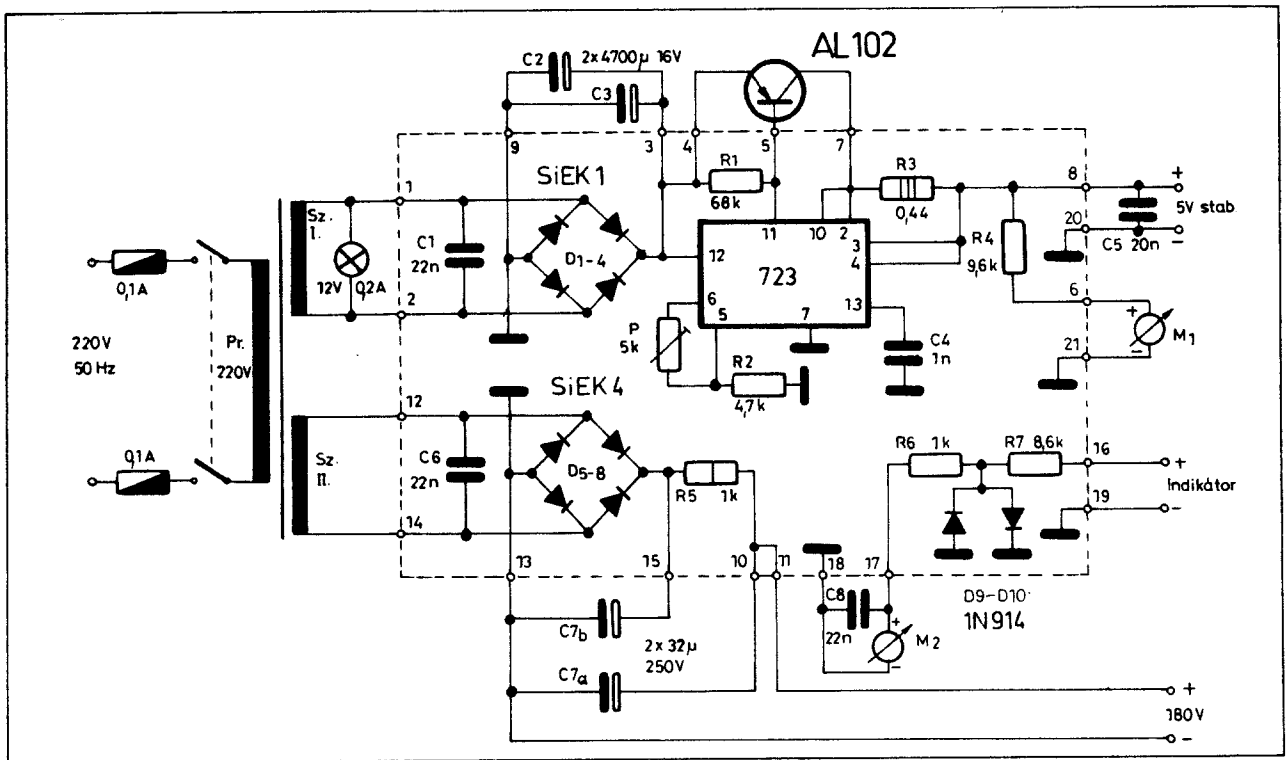 AL102
C2
2x4700µ 16V
C3
9
3
4
5
7
SiEK1
R1
68k
R3
0,44
8
+
5V stab.
-
20
C5 20n
1
Sz.
I.
C1
22n
D1-4
12V
0,2A
2
11
10
2
3
4
12
723
6
5
7
13
R4
9,6k
6
+
M1
-
21
P
5k
R2
4,7k
C4
1n
0,1A
220V
50 Hz
Pr.
220V
0,1A
SiEK4
12
Sz.
II.
C6
22n
D5-8
14
R5
1k
R6
1k
R7
8,6k
16
+
Indikátor
19
-
13
15
10
11
18
17
D9-D10
1N914
C8
22n
+
M2
-
C7b
2x32µ
250V
C7a
+
180V
-